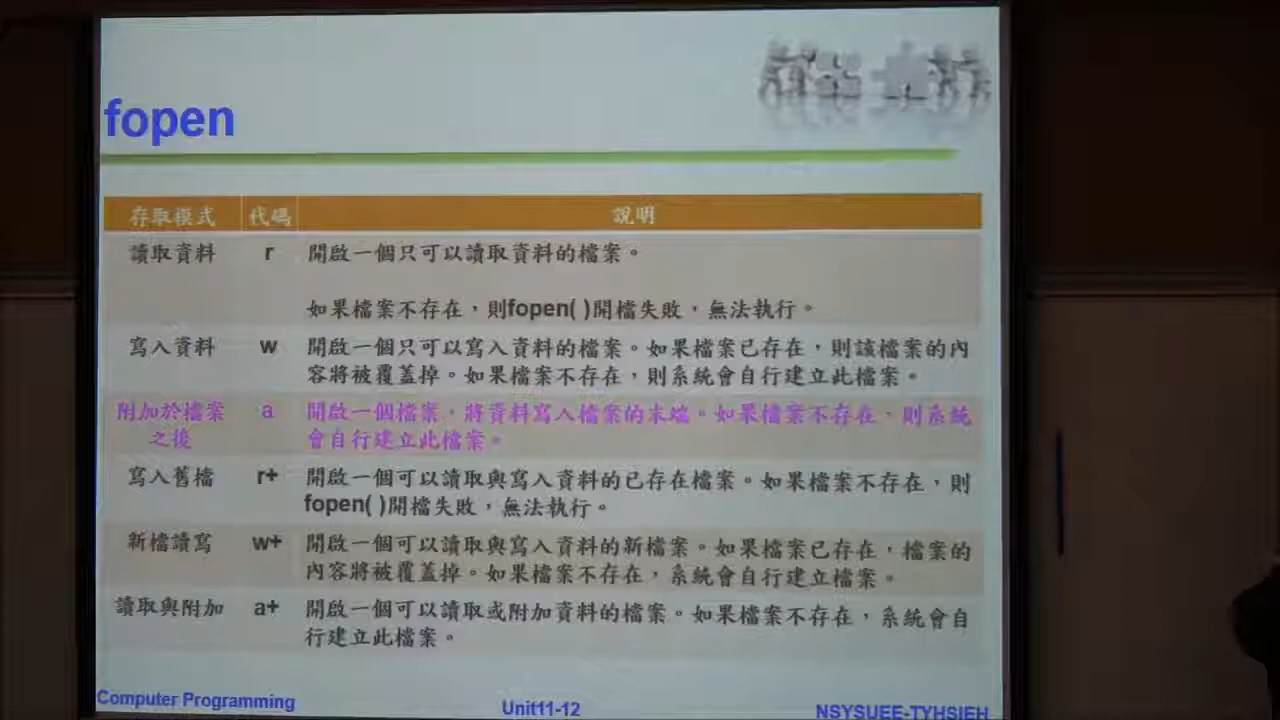 fopen
存取模式 代碼 說明
讀取資料 r 開啟一個只可以讀取資料的檔案。
如果檔案不存在，則fopen( )開檔失敗，無法執行。
寫入資料 w 開啟一個只可以寫入資料的檔案。如果檔案已存在，則該檔案的內
容將被覆蓋掉。如果檔案不存在，則系統會自行建立此檔案。
附加於檔案 a 開啟一個檔案，將資料寫入檔案的末端。如果檔案不存在，則系統
之後 會自行建立此檔案。
寫入舊檔 r+ 開啟一個可以讀取與寫入資料的已存在檔案。如果檔案不存在，則
fopen( )開檔失敗，無法執行。
新檔讀寫 w+ 開啟一個可以讀取與寫入資料的新檔案。如果檔案已存在，檔案的
內容將被覆蓋掉。如果檔案不存在，系統會自行建立檔案。
讀取與附加 a+ 開啟一個可以讀取或附加資料的檔案。如果檔案不存在，系統會自
行建立此檔案。
Computer Programming Unit11-12 NSYSUEE-TYHSIEH